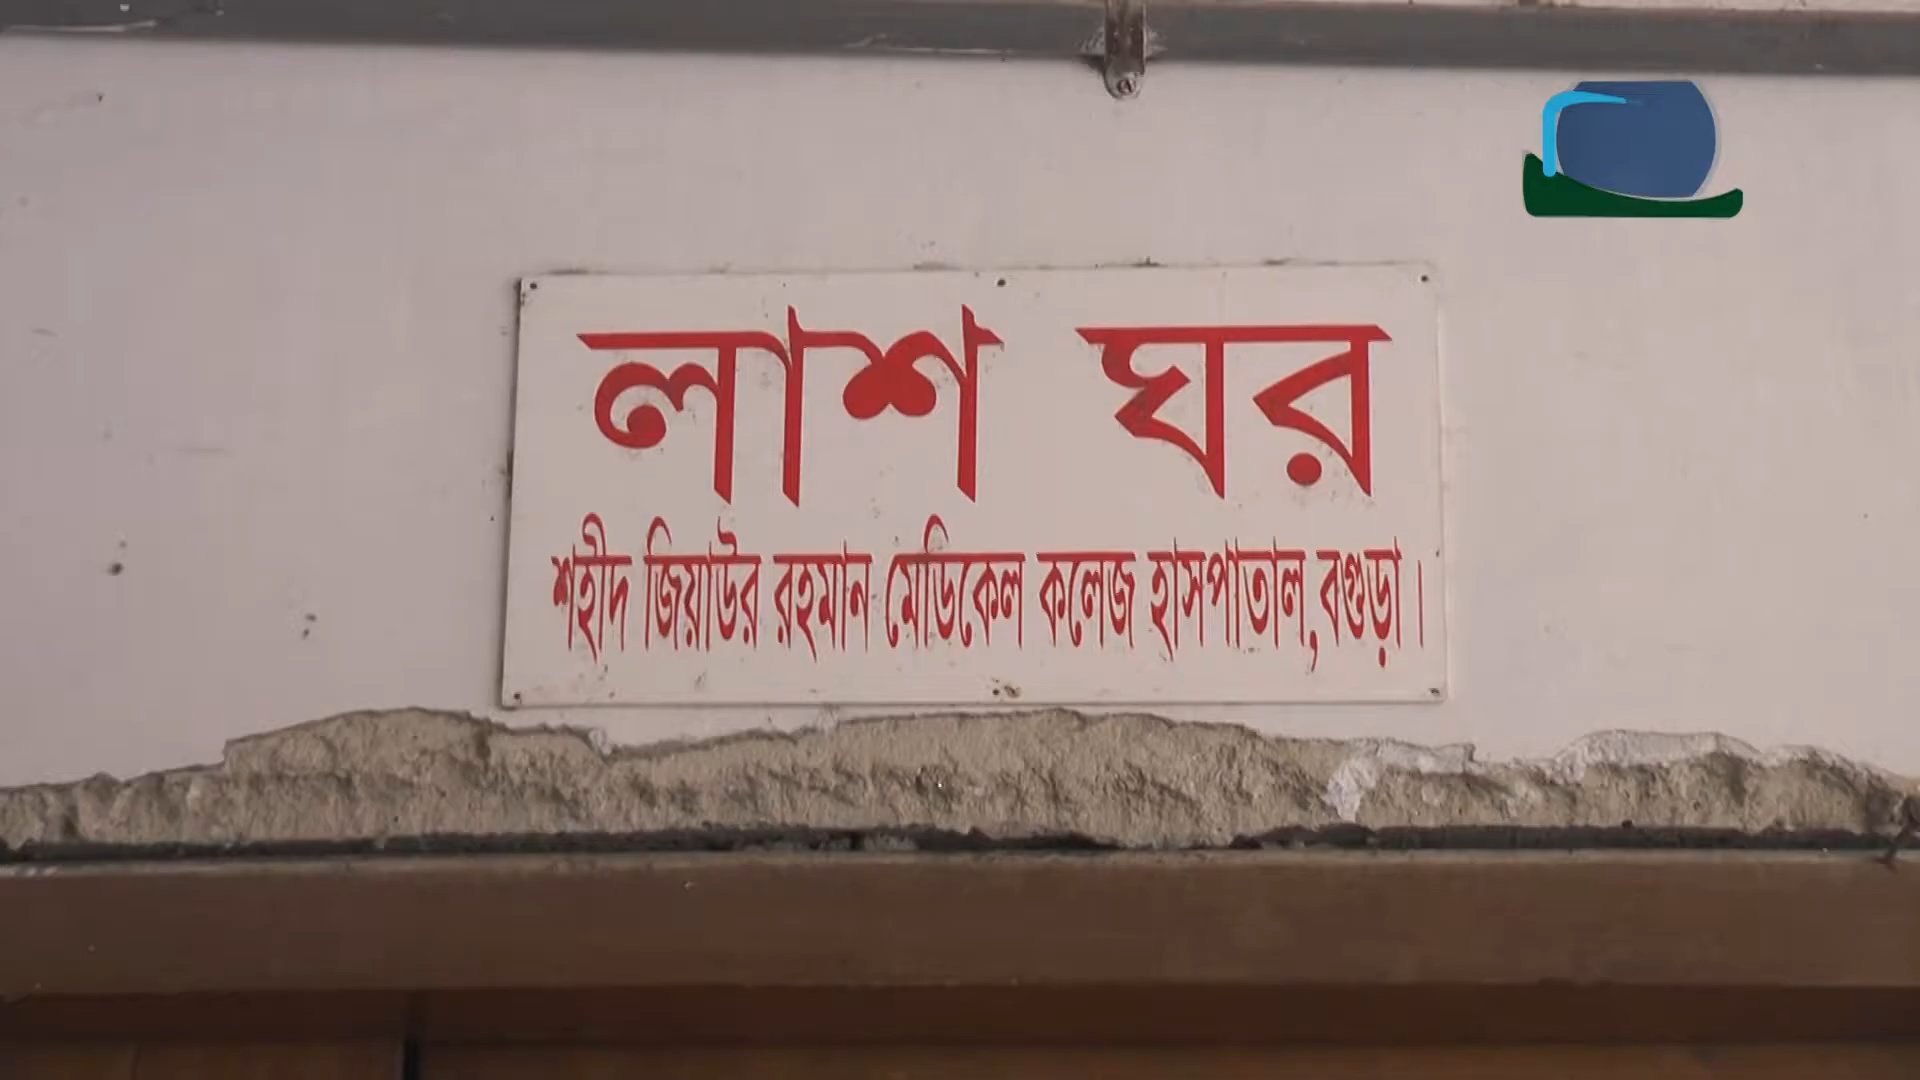 লাশ ঘর
শহীদ জিয়াউর রহমান মেডিকেল কলেজ হাসপাতাল, বগুড়া।